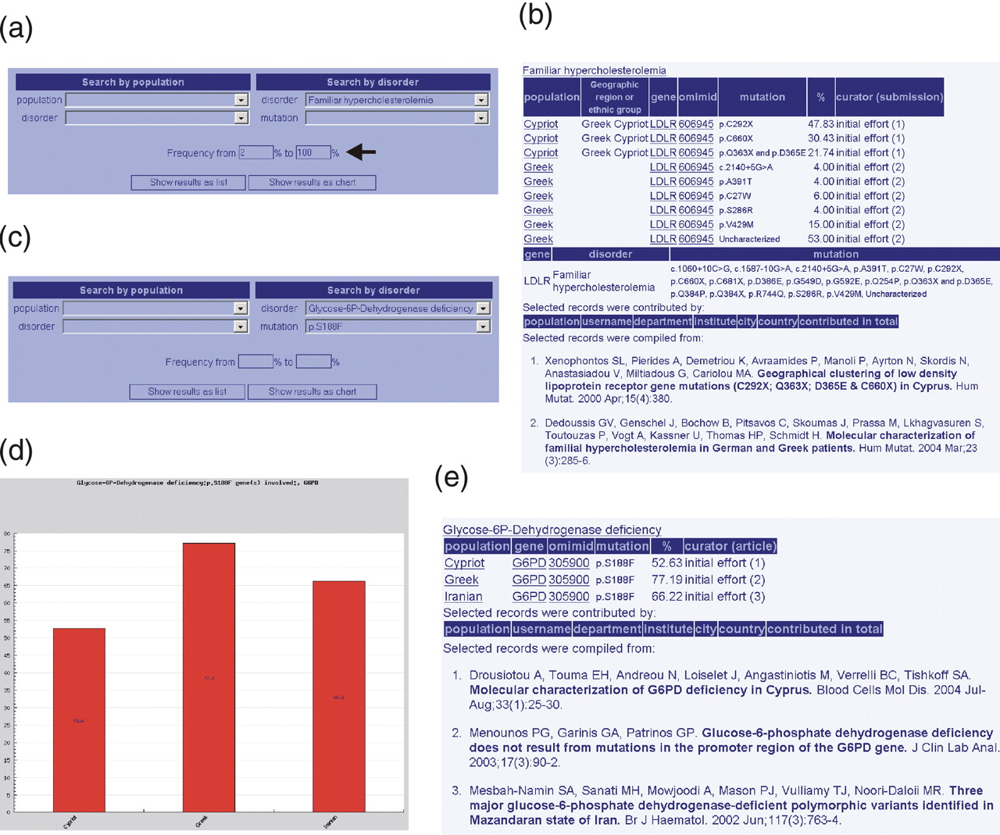 (a)
Search by population
Search by disorder
population
disorder Familiar hypercholesterolemia
disorder
mutation
Frequency from 2 % to 100 %
Show results as list
Show results as chart
(b)
Familiar hypercholesterolemia
population Geographic region or ethnic group gene omimid mutation % curator (submission)
Cypriot Greek Cypriot LDLR 606945 p.C292X 47.83 initial effort (1)
Cypriot Greek Cypriot LDLR 606945 p.C660X 30.43 initial effort (1)
Cypriot Greek Cypriot LDLR 606945 p.Q363X and p.D365E 21.74 initial effort (1)
Greek LDLR 606945 c.2140+5G>A 4.00 initial effort (2)
Greek LDLR 606945 p.A391T 4.00 initial effort (2)
Greek LDLR 606945 p.C27W 6.00 initial effort (2)
Greek LDLR 606945 p.S286R 4.00 initial effort (2)
Greek LDLR 606945 p.V429M 15.00 initial effort (2)
Greek LDLR 606945 Uncharacterized 53.00 initial effort (2)
gene disorder mutation
LDLR Familiar hypercholesterolemia
c.1060+10C>G, c.1587-10G>A, c.2140+5G>A, p.A391T, p.C27W, p.C292X,
p.C660X, p.C681X, p.D386E, p.G549D, p.G592E, p.Q254P, p.Q363X and p.D365E,
p.Q384P, p.Q384X, p.R744Q, p.S286R, p.V429M, Uncharacterized
Selected records were contributed by:
population username department institute city country contributed in total
Selected records were compiled from:
1. Xenophontos SL, Pierides A, Demetriou K, Avraamides P, Manoli P, Ayrton N, Skordis N,
Anastasiadou V, Miltiadous G, Cariolou MA. Geographical clustering of low density
lipoprotein receptor gene mutations (C292X; Q363X; D365E & C660X) in Cyprus. Hum
Mutat. 2000 Apr;15(4):380.
2. Dedoussis GV, Genschel J, Bochow B, Pitsavos C, Skoumas J, Prassa M, Lkhagvasuren S,
Toutouzas P, Vogt A, Kassner U, Thomas HP, Schmidt H. Molecular characterization of
familial hypercholesterolemia in German and Greek patients. Hum Mutat. 2004 Mar;23
(3):285-6.
(c)
Search by population
Search by disorder
population
disorder Glycose-6P-Dehydrogenase deficiency
disorder
mutation p.S188F
Frequency from % to %
Show results as list
Show results as chart
(d)
Glycose-6P-Dehydrogenase deficiency:p.S188F gene(s) involved:, G6PD
80
75
70
65
60
55
50
45
40
35
30
25
20
15
10
5
0
52.6
77.2
66.2
Cypriot
Greek
Iranian
(e)
Glycose-6P-Dehydrogenase deficiency
population gene omimid mutation % curator (article)
Cypriot G6PD 305900 p.S188F 52.63 initial effort (1)
Greek G6PD 305900 p.S188F 77.19 initial effort (2)
Iranian G6PD 305900 p.S188F 66.22 initial effort (3)
Selected records were contributed by:
population username department institute city country contributed in total
Selected records were compiled from:
1. Drousiotou A, Touma EH, Andreou N, Loiselet J, Angastiniotis M, Verrelli BC, Tishkoff SA.
Molecular characterization of G6PD deficiency in Cyprus. Blood Cells Mol Dis. 2004 Jul-
Aug;33(1):25-30.
2. Menounos PG, Garinis GA, Patrinos GP. Glucose-6-phosphate dehydrogenase deficiency
does not result from mutations in the promoter region of the G6PD gene. J Clin Lab Anal.
2003;17(3):90-2.
3. Mesbah-Namin SA, Sanati MH, Mowjoodi A, Mason PJ, Vulliamy TJ, Noori-Daloii MR. Three
major glucose-6-phosphate dehydrogenase-deficient polymorphic variants identified in
Mazandaran state of Iran. Br J Haematol. 2002 Jun;117(3):763-4.